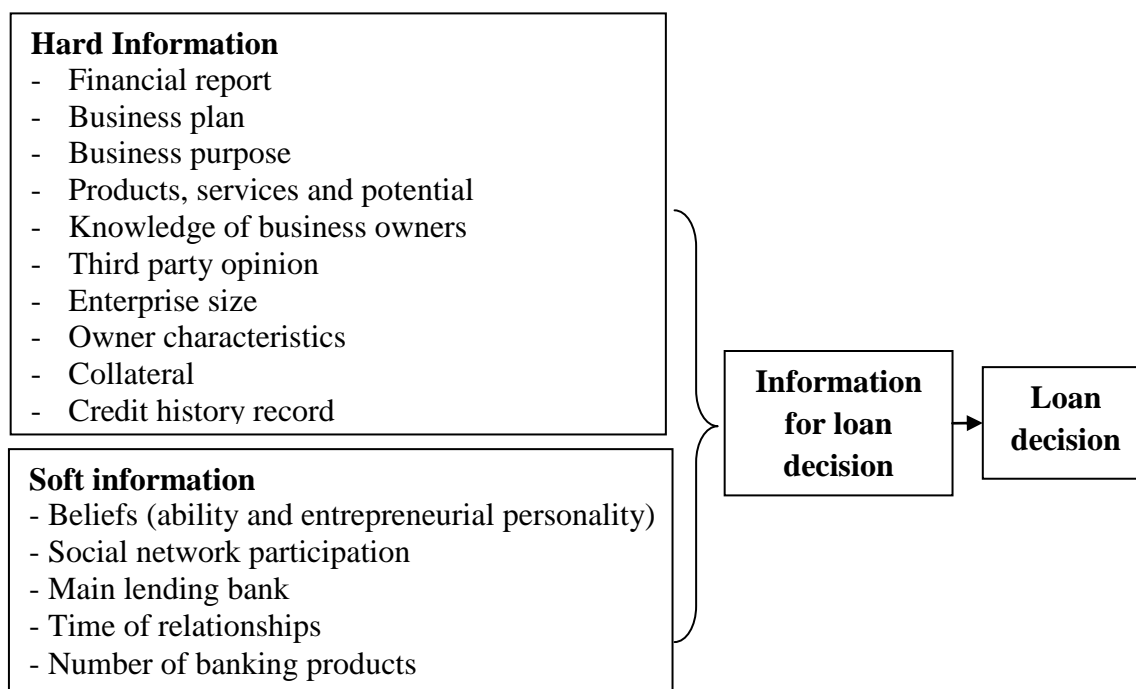 Hard Information
- Financial report
- Business plan
- Business purpose
- Products, services and potential
- Knowledge of business owners
- Third party opinion
- Enterprise size
- Owner characteristics
- Collateral
- Credit history record
Soft information
- Beliefs (ability and entrepreneurial personality)
- Social network participation
- Main lending bank
- Time of relationships
- Number of banking products
Information
for loan
decision
Loan
decision